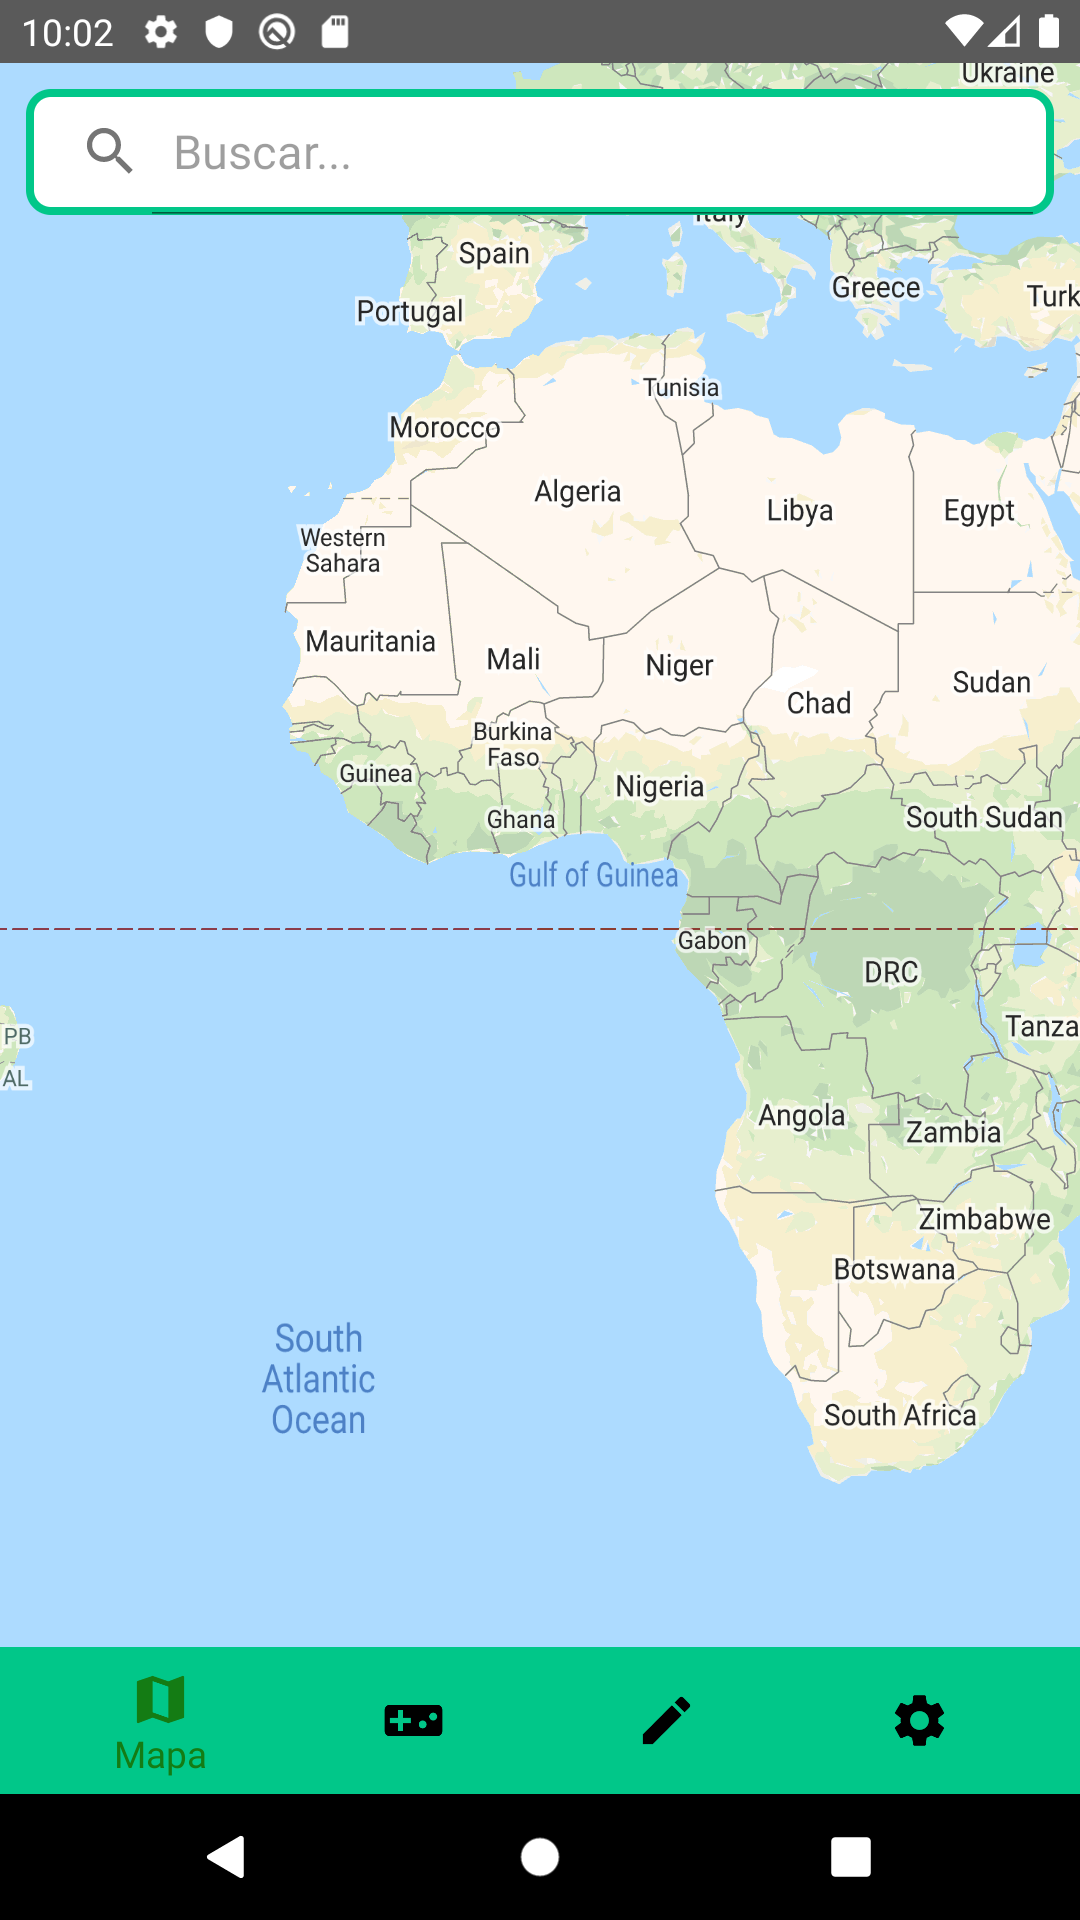 10:02
Ukraine
Buscar...
Italy
Spain
Greece
Turk
Portugal
Tunisia
Morocco
Algeria
Libya
Egypt
Western
Sahara
Mauritania
Mali
Niger
Sudan
Chad
Burkina
Faso
Guinea
Nigeria
Ghana
South Sudan
Gulf of Guinea
Gabon
DRC
Tanza
PB
AL
Angola
Zambia
Zimbabwe
Botswana
South
Atlantic
Ocean
South Africa
Mapa